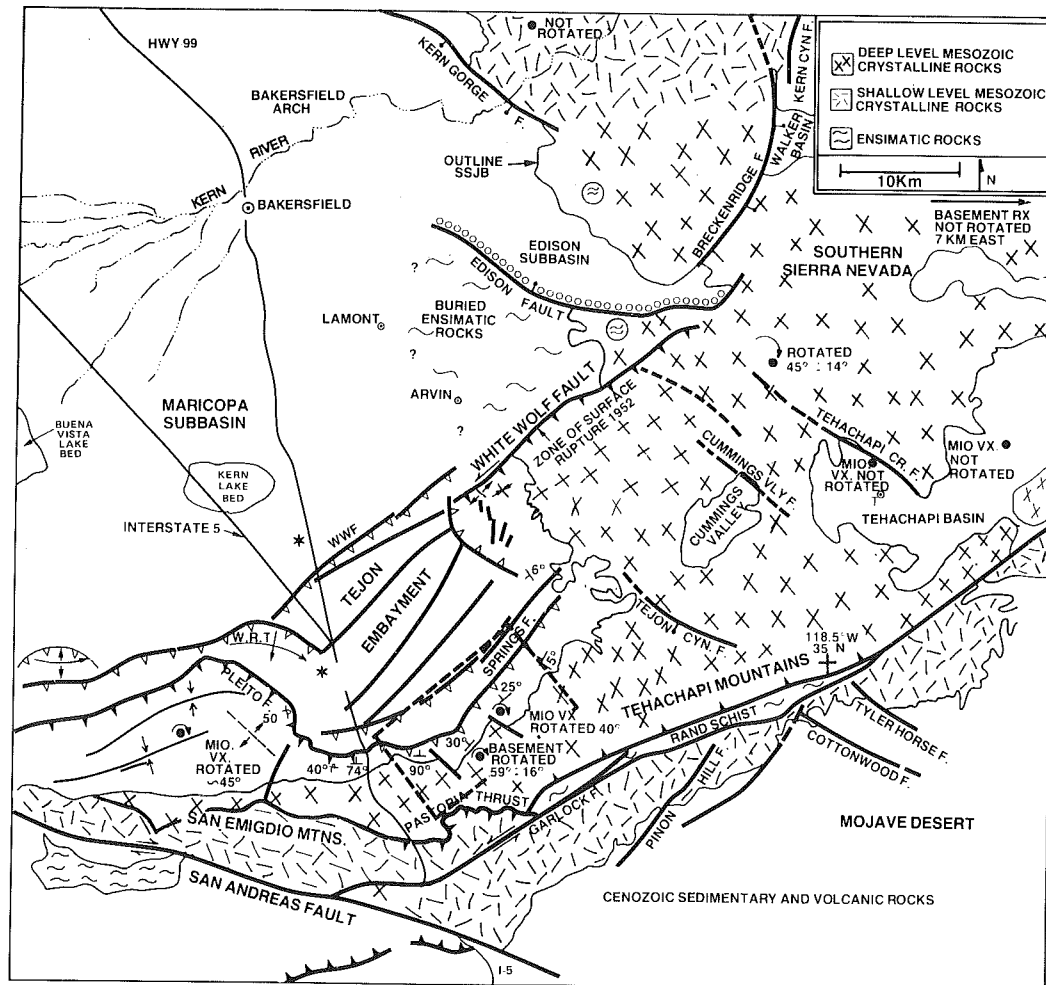 HWY 99
NOT
ROTATED
KERN GORGE
F.
KERN CYN F.
WALKER
BASIN
BRECKENRIDGE F.
DEEP LEVEL MESOZOIC
CRYSTALLINE ROCKS
SHALLOW LEVEL MESOZOIC
CRYSTALLINE ROCKS
ENSIMATIC ROCKS
10Km
N
BAKERSFIELD
ARCH
RIVER
KERN
OUTLINE
SSJB
BAKERSFIELD
BASEMENT RX
NOT ROTATED
7 KM EAST
SOUTHERN
SIERRA NEVADA
EDISON
SUBBASIN
EDISON
FAULT
?
BURIED
ENSIMATIC
ROCKS
LAMONT
?
ROTATED
45° ± 14°
ARVIN
?
WHITE WOLF FAULT
ZONE OF SURFACE
RUPTURE 1952
MARICOPA
SUBBASIN
BUENA
VISTA
LAKE
BED
KERN
LAKE
BED
INTERSTATE 5
TEHACHAPI CR. F.
MIO VX.
NOT
ROTATED
MIO
VX. NOT
ROTATED
T
TEHACHAPI BASIN
CUMMINGS VLY F.
CUMMINGS
VALLEY
WWF
TEJON
EMBAYMENT
6°
SPRINGS F.
5°
TEJON CYN. F.
118.5° W
35 N
TEHACHAPI MOUNTAINS
W.R.T.
PLEITO F.
50
25°
MIO VX
ROTATED 40°
RAND SCHIST
TYLER HORSE F.
COTTONWOOD F.
MIO.
VX.
ROTATED
~45°
40°
74°
90°
30°
BASEMENT
ROTATED
59° ± 16°
PASTORIA THRUST
GARLOCK F.
PINON HILL F.
MOJAVE DESERT
SAN EMIGDIO MTNS.
SAN ANDREAS FAULT
CENOZOIC SEDIMENTARY AND VOLCANIC ROCKS
I-5